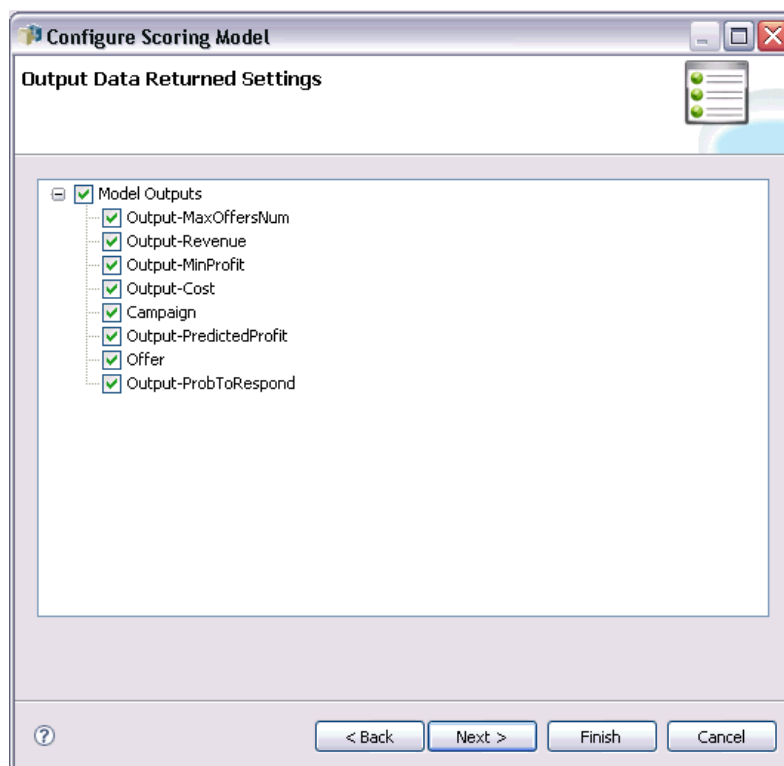 Configure Scoring Model
Output Data Returned Settings
Model Outputs
Output-MaxOffersNum
Output-Revenue
Output-MinProfit
Output-Cost
Campaign
Output-PredictedProfit
Offer
Output-ProbToRespond
?
< Back
Next >
Finish
Cancel